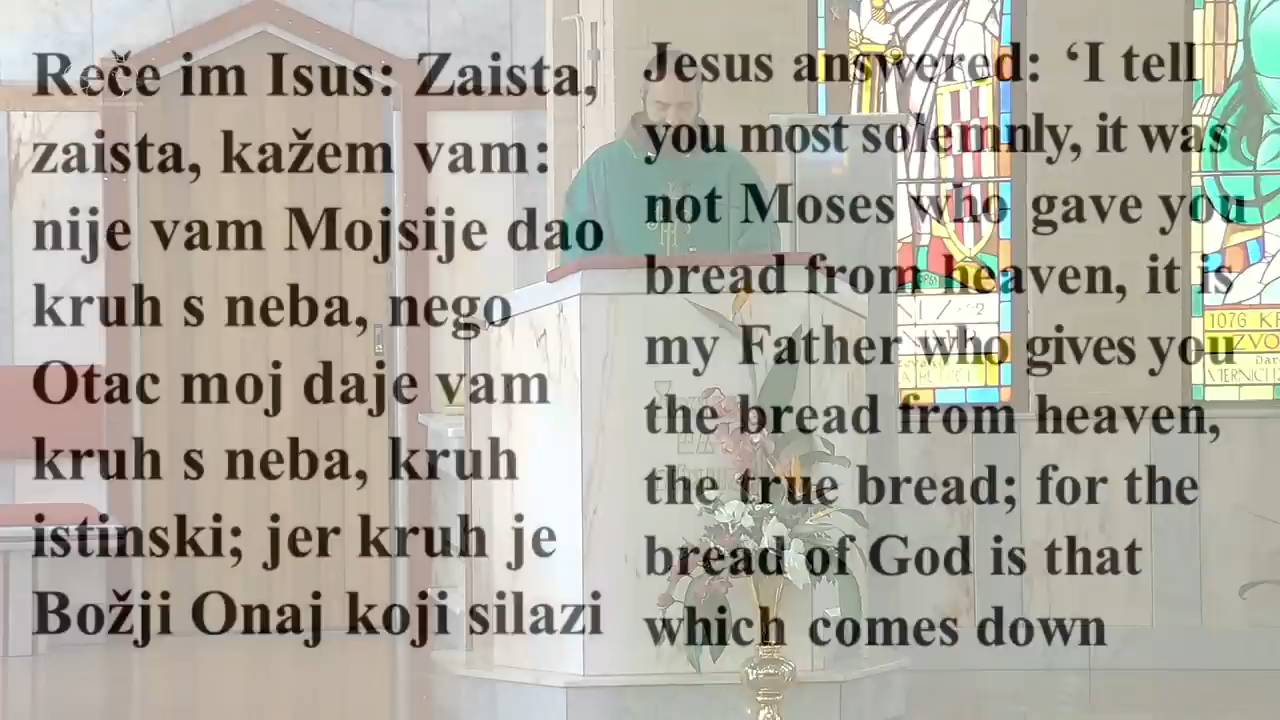 Reče im Isus: Zaista,
zaista, kažem vam:
nije vam Mojsije dao
kruh s neba, nego
Otac moj daje vam
kruh s neba, kruh
istinski; jer kruh je
Božji Onaj koji silazi
Jesus answered: ‘I tell
you most solemnly, it was
not Moses who gave you
bread from heaven, it is
my Father who gives you
the bread from heaven,
the true bread; for the
bread of God is that
which comes down
1076
VJERNICI